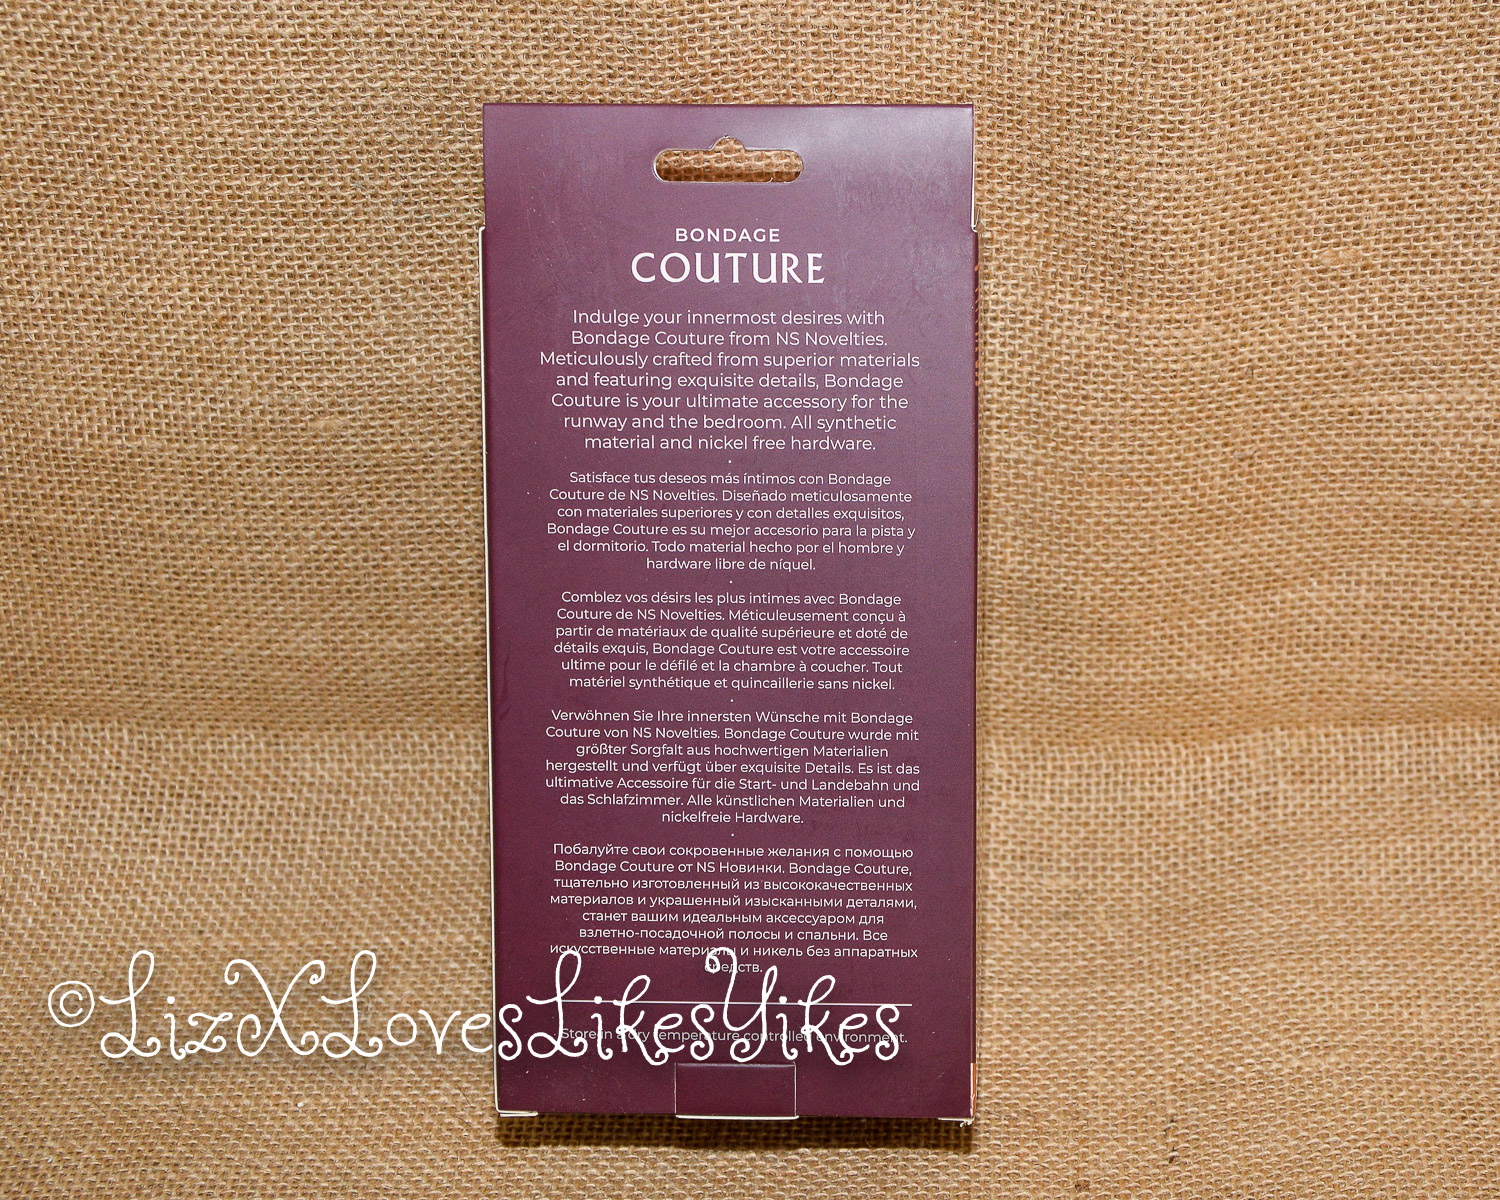 BONDAGE
COUTURE
Indulge your innermost desires with
Bondage Couture from NS Novelties.
Meticulously crafted from superior materials
and featuring exquisite details, Bondage
Couture is your ultimate accessory for the
runway and the bedroom. All synthetic
material and nickel free hardware.
Satisface tus deseos más íntimos con Bondage
Couture de NS Novelties. Diseñado meticulosamente
con materiales superiores y con detalles exquisitos,
Bondage Couture es su mejor accesorio para la pista y
el dormitorio. Todo material hecho por el hombre y
hardware libre de níquel.
Comblez vos désirs les plus intimes avec Bondage
Couture de NS Novelties. Méticuleusement conçu à
partir de matériaux de qualité supérieure et doté de
détails exquis, Bondage Couture est votre accessoire
ultime pour le défilé et la chambre à coucher. Tout
matériel synthétique et quincaillerie sans nickel.
Verwöhnen Sie Ihre innersten Wünsche mit Bondage
Couture von NS Novelties. Bondage Couture wurde mit
größter Sorgfalt aus hochwertigen Materialien
hergestellt und verfügt über exquisite Details. Es ist das
ultimative Accessoire für die Start- und Landebahn und
das Schlafzimmer. Alle künstlichen Materialien und
nickelfreie Hardware.
Побалуйте свои сокровенные желания с помощью
Bondage Couture от NS Новинки. Bondage Couture,
тщательно изготовленный из высококачественных
материалов и украшенный изысканными деталями,
станет вашим идеальным аксессуаром для
взлетно-посадочной полосы и спальни. Все
искусственные материалы и никель без аппаратных
средств.
©LizXLovesLikesYikes
Store in a dry temperature controlled environment.